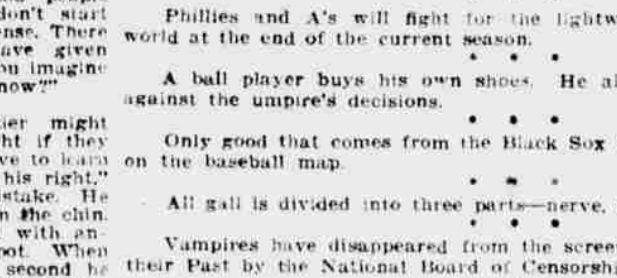 don't start
nse. There
ave given
ou imagine
now?"
ier might
ht if they
ve to learn
his right."
stake. He
n the chin.
with an-
oot. When
second he
Phillies and A's will fight for the lightw
world at the end of the current season.
* * *
A ball player buys his own shoes. He al
against the umpire's decisions.
* * *
Only good that comes from the Black Sox
on the baseball map.
* * *
All gall is divided into three parts—nerve,
* * *
Vampires have disappeared from the scree
their Past by the National Board of Censorshi